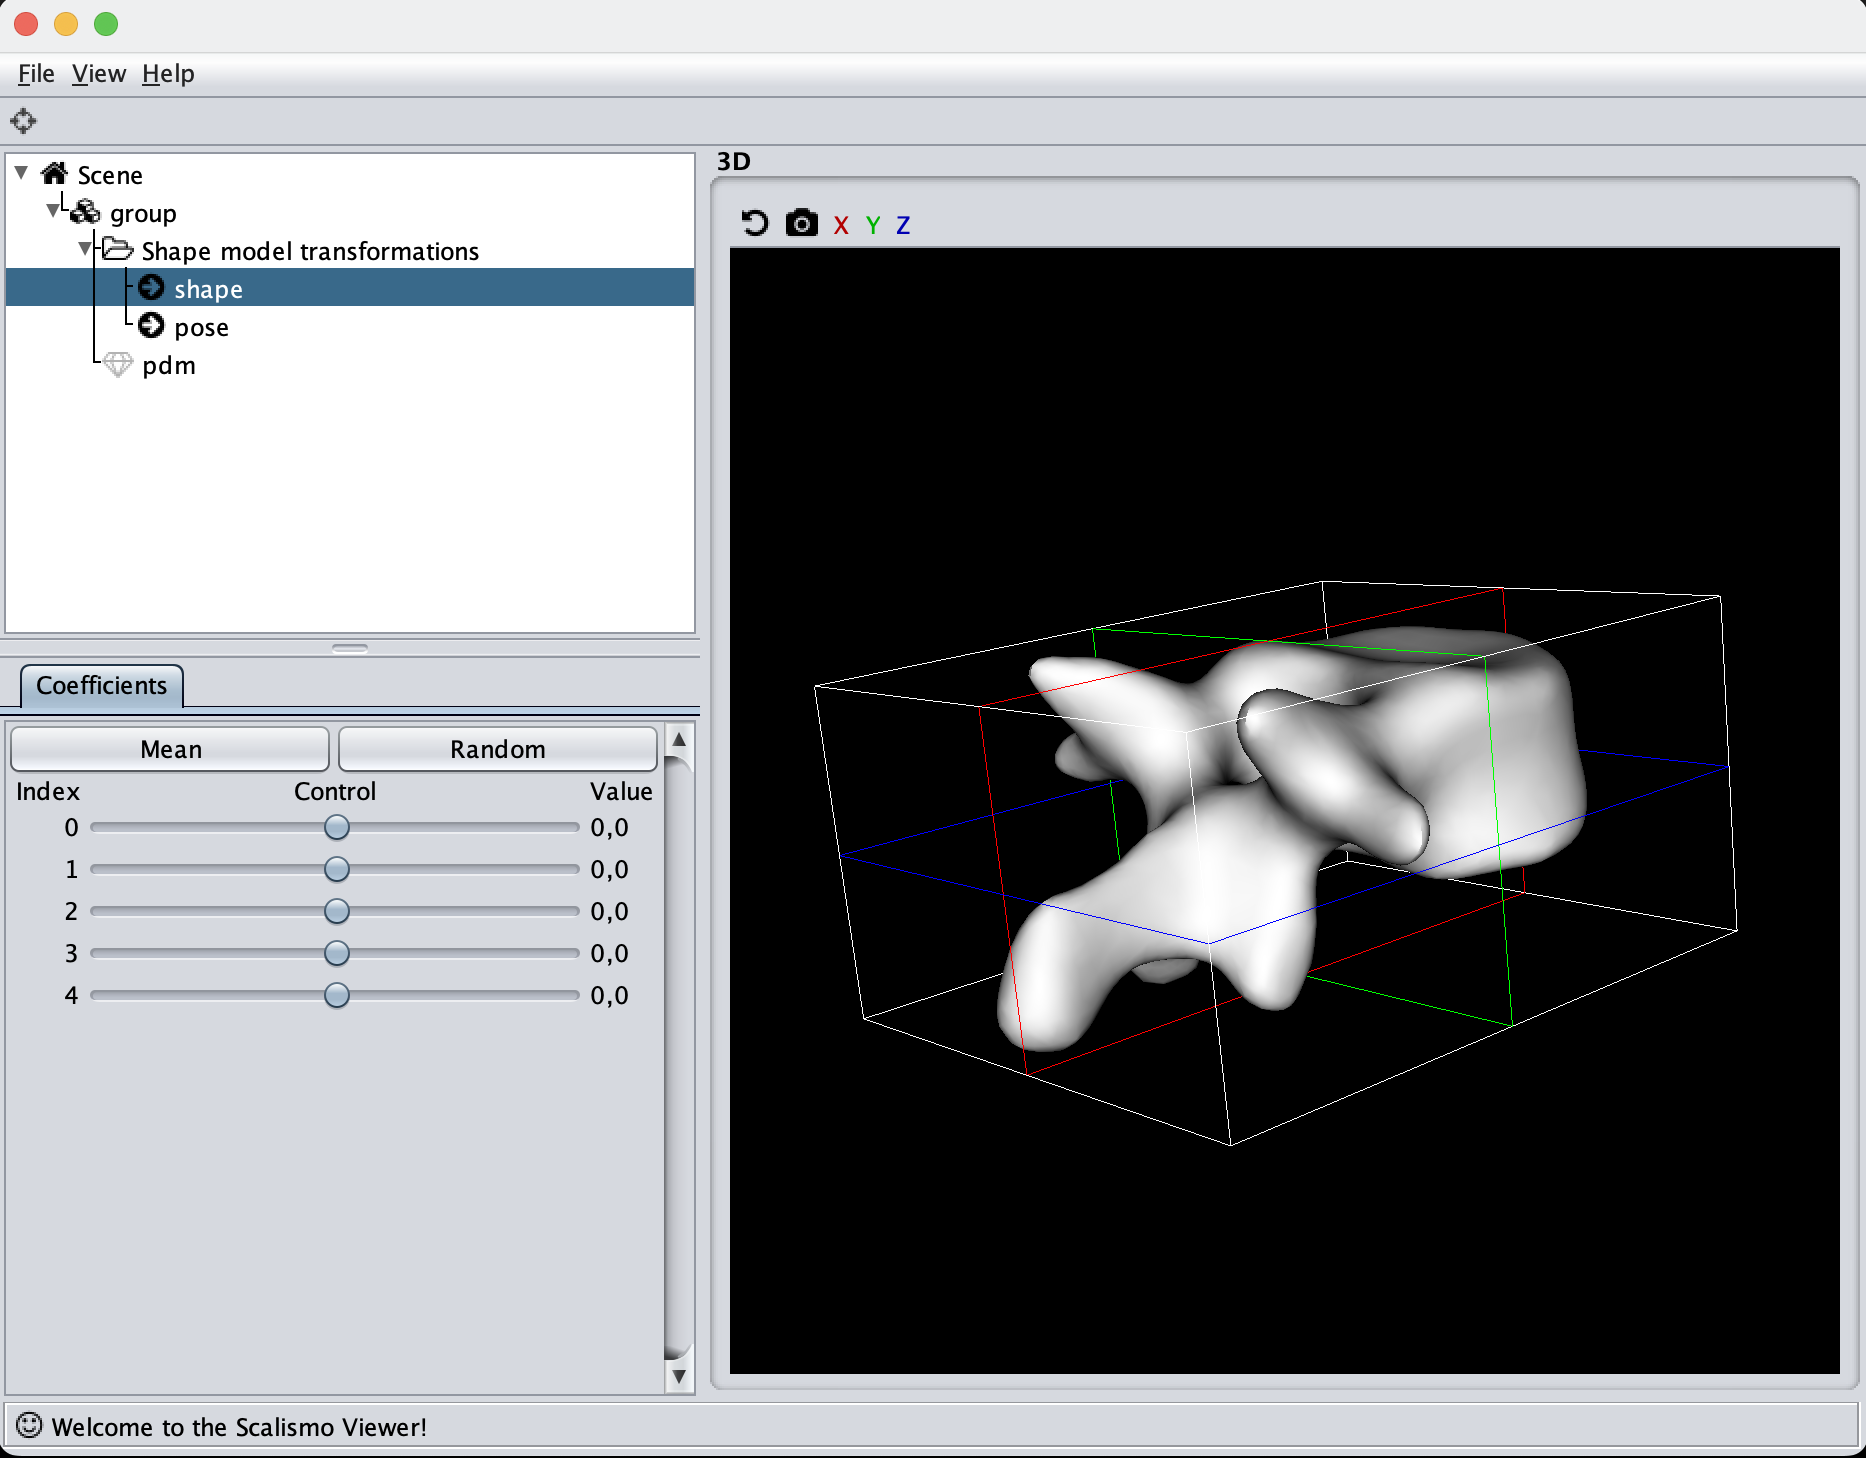 File View Help
Scene
group
Shape model transformations
shape
pose
pdm
Coefficients
Mean Random
Index Control Value
0 0,0
1 0,0
2 0,0
3 0,0
4 0,0
3D
X Y Z
Welcome to the Scalismo Viewer!